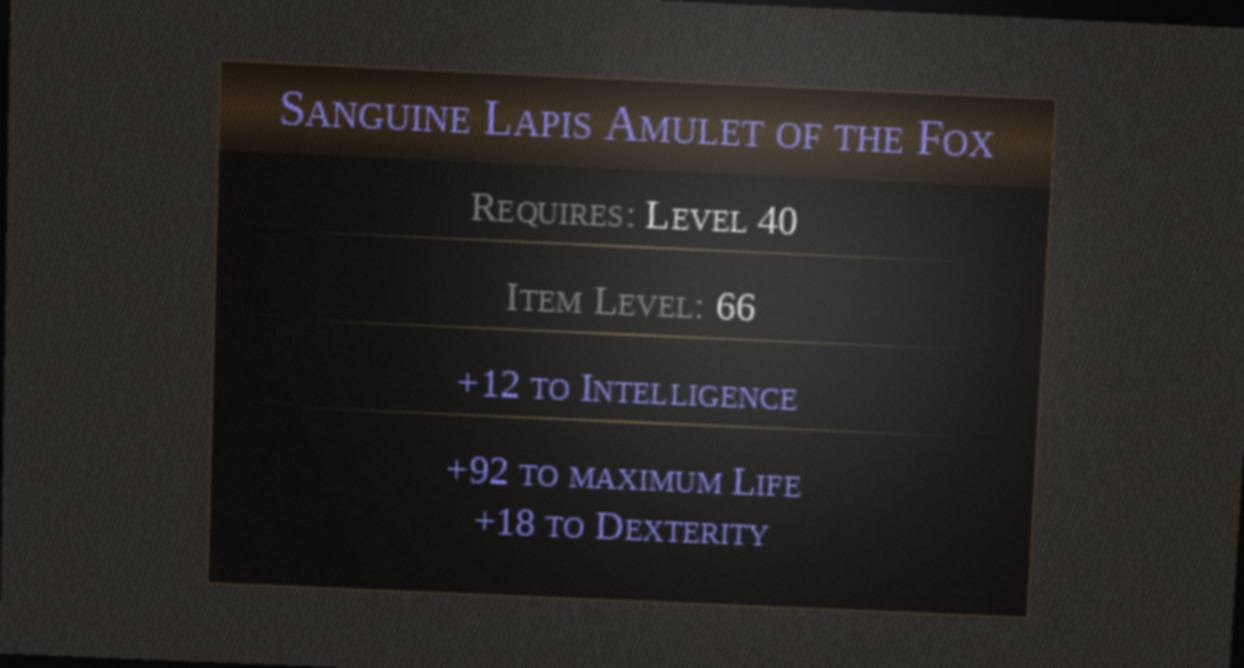 Sanguine Lapis Amulet of the Fox
Requires: Level 40
Item Level: 66
+12 to Intelligence
+92 to maximum Life
+18 to Dexterity